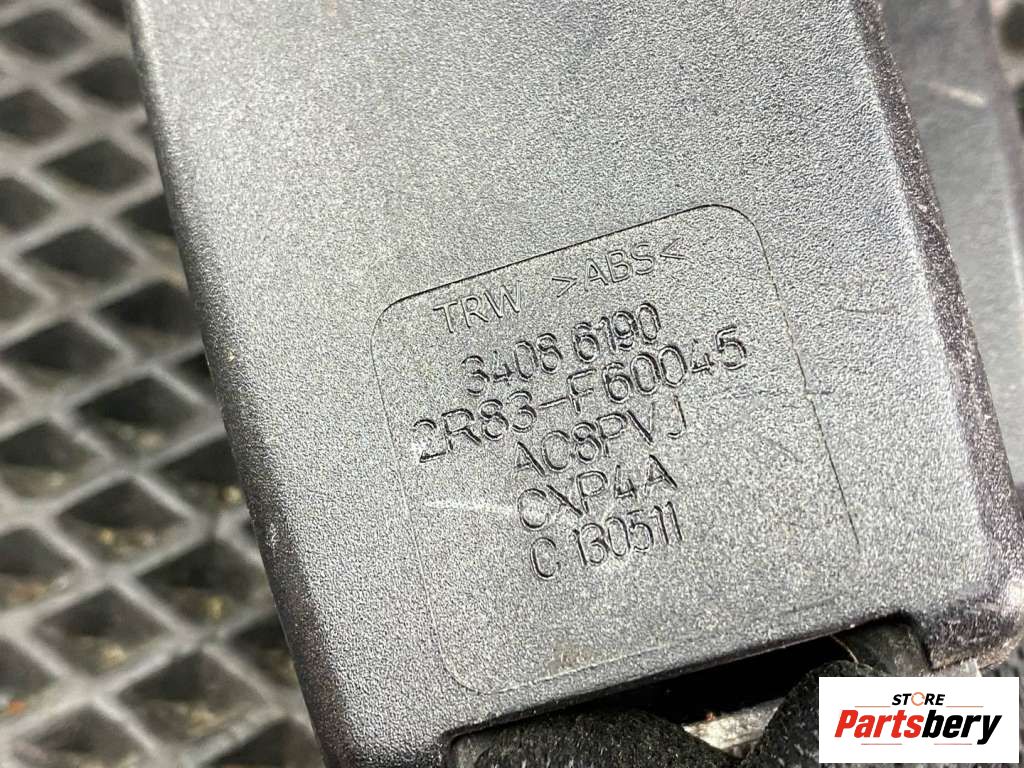 TRW >ABS<
3408 6190
2R83-F60045
AC8PVJ
CXP4A
C 130511
STORE
Partsbery